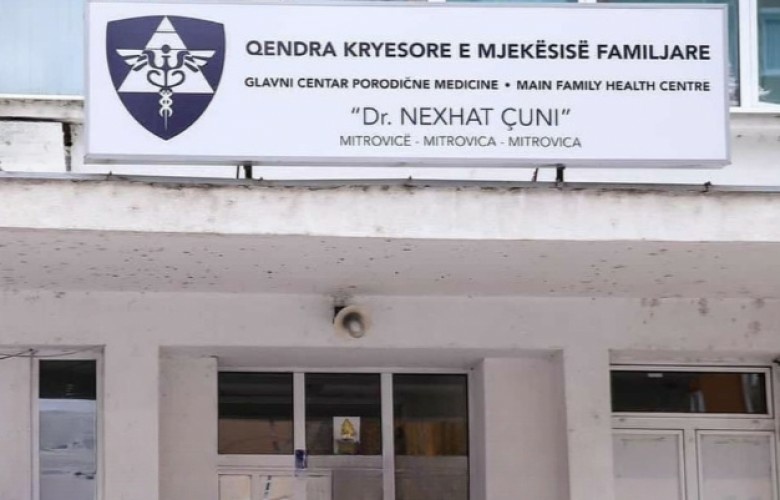 QENDRA KRYESORE E MJEKËSISË FAMILJARE
GLAVNI CENTAR PORODIČNE MEDICINE • MAIN FAMILY HEALTH CENTRE
"Dr. NEXHAT ÇUNI"
MITROVICË - MITROVICA - MITROVICA